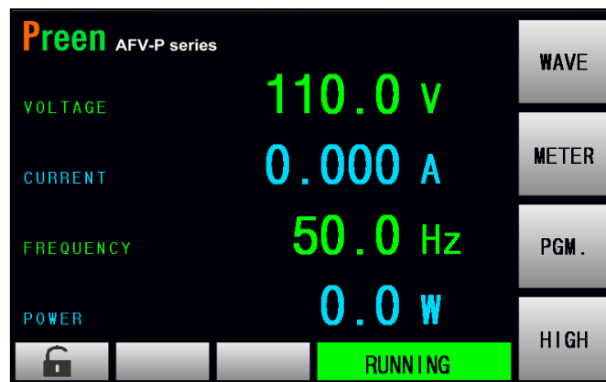 Preen AFV-P series
WAVE
VOLTAGE 110.0 V
METER
CURRENT 0.000 A
FREQUENCY 50.0 Hz
PGM.
POWER 0.0 W
HIGH
RUNNING